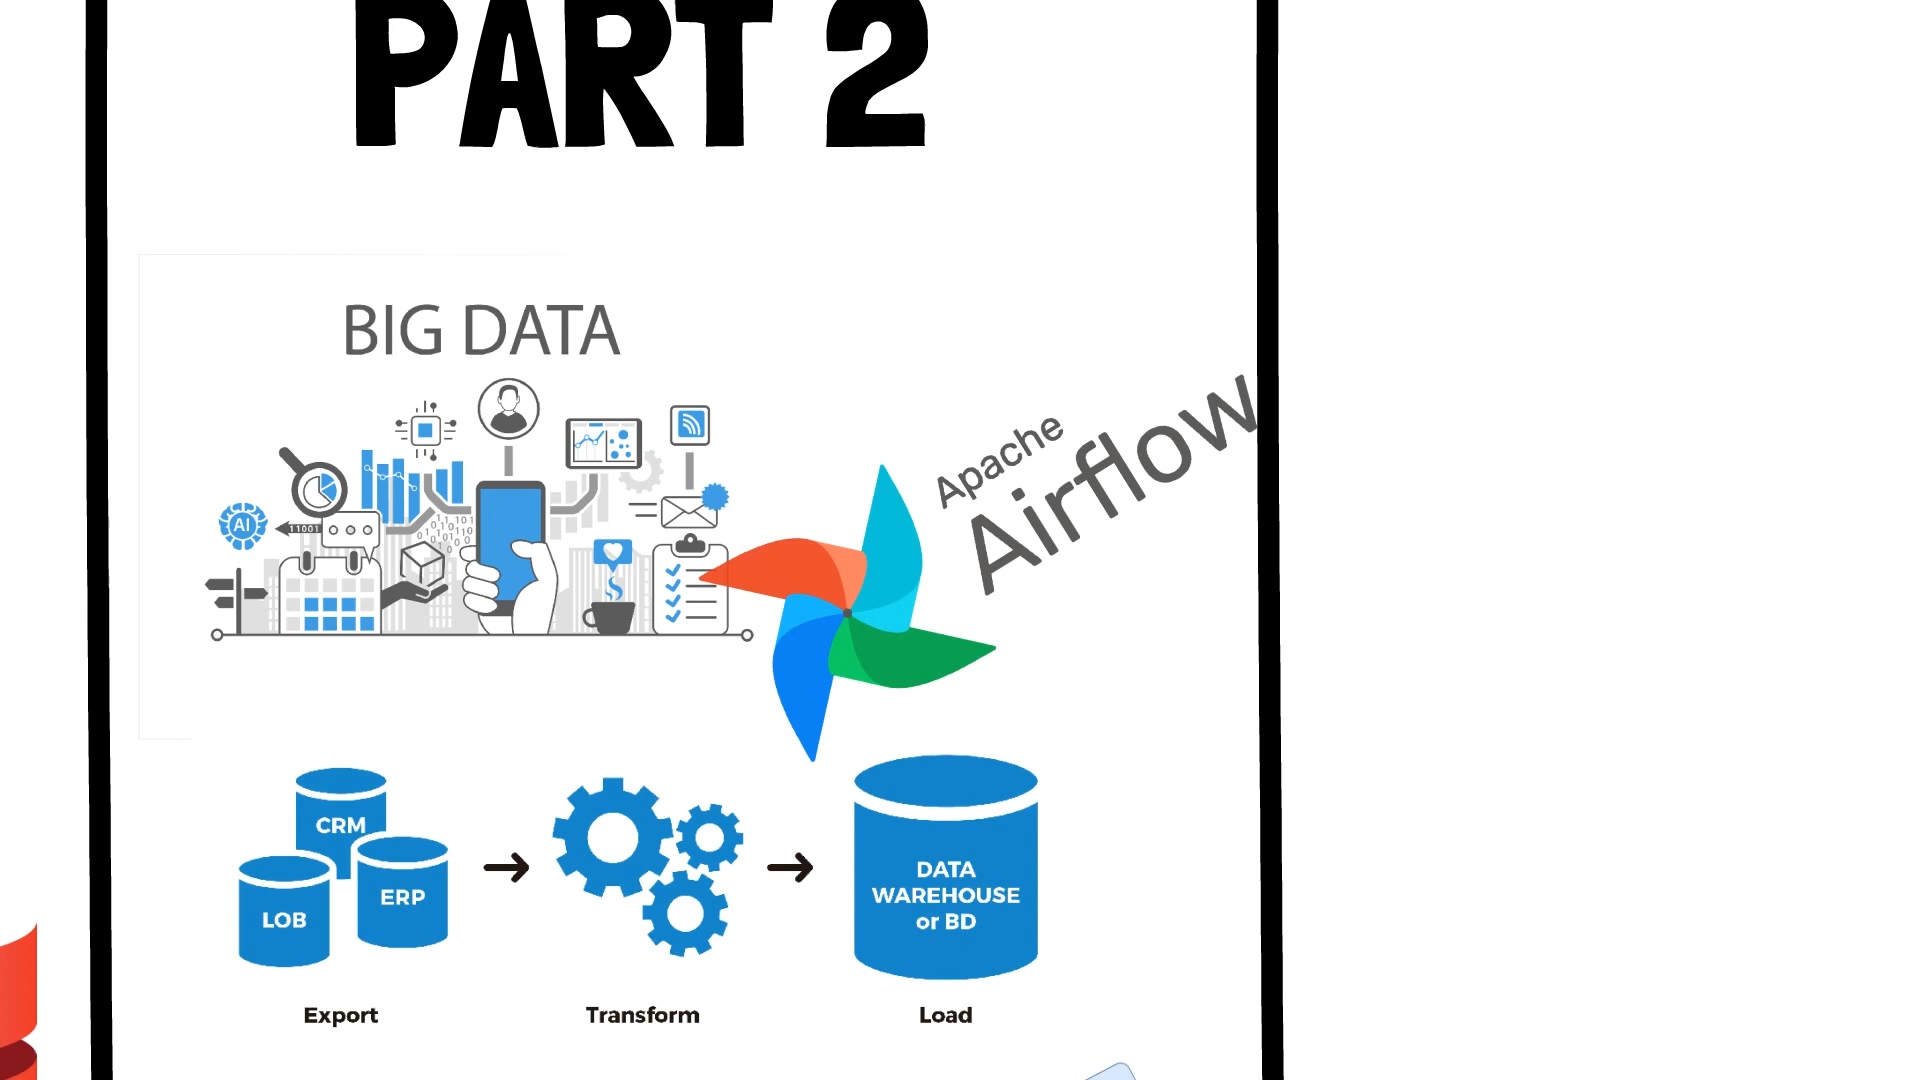 PART 2
BIG DATA
Apache
Airflow
AI
11001
CRM
LOB
ERP
DATA
WAREHOUSE
or BD
Export
Transform
Load